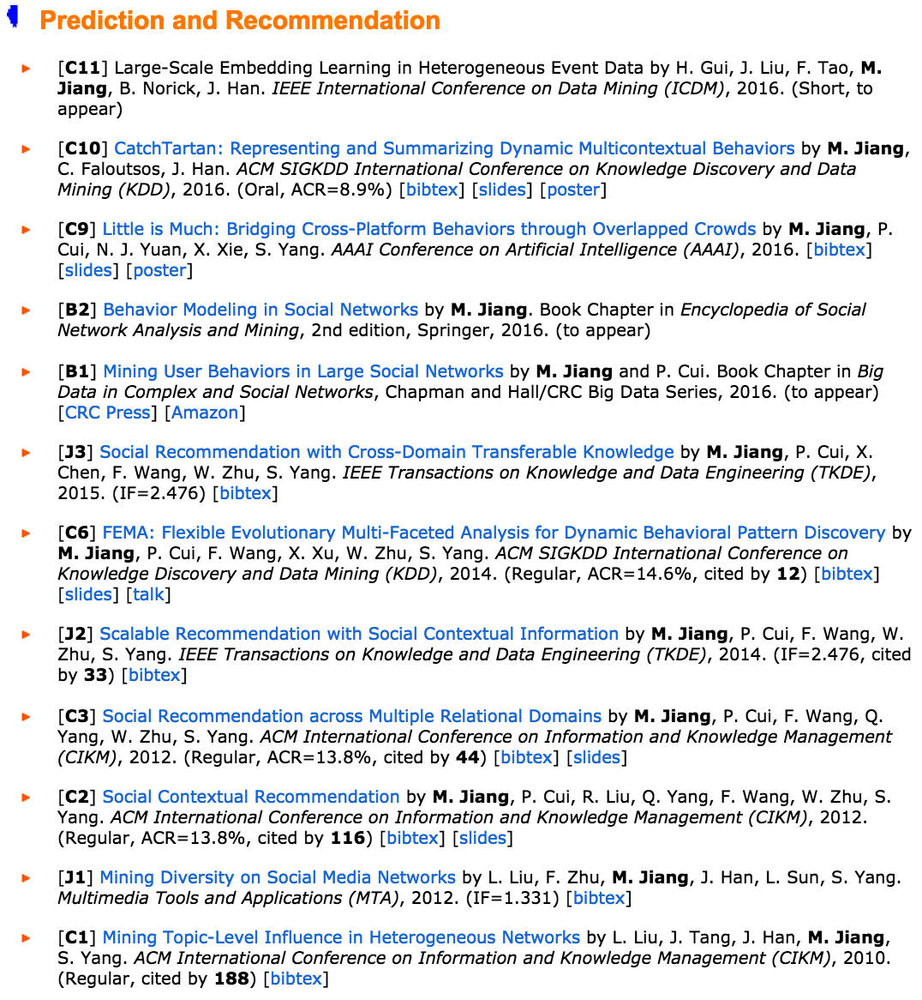 Prediction and Recommendation
[C11] Large-Scale Embedding Learning in Heterogeneous Event Data by H. Gui, J. Liu, F. Tao, M.
Jiang, B. Norick, J. Han. IEEE International Conference on Data Mining (ICDM), 2016. (Short, to
appear)
[C10] CatchTartan: Representing and Summarizing Dynamic Multicontextual Behaviors by M. Jiang,
C. Faloutsos, J. Han. ACM SIGKDD International Conference on Knowledge Discovery and Data
Mining (KDD), 2016. (Oral, ACR=8.9%) [bibtex] [slides] [poster]
[C9] Little is Much: Bridging Cross-Platform Behaviors through Overlapped Crowds by M. Jiang, P.
Cui, N. J. Yuan, X. Xie, S. Yang. AAAI Conference on Artificial Intelligence (AAAI), 2016. [bibtex]
[slides] [poster]
[B2] Behavior Modeling in Social Networks by M. Jiang. Book Chapter in Encyclopedia of Social
Network Analysis and Mining, 2nd edition, Springer, 2016. (to appear)
[B1] Mining User Behaviors in Large Social Networks by M. Jiang and P. Cui. Book Chapter in Big
Data in Complex and Social Networks, Chapman and Hall/CRC Big Data Series, 2016. (to appear)
[CRC Press] [Amazon]
[J3] Social Recommendation with Cross-Domain Transferable Knowledge by M. Jiang, P. Cui, X.
Chen, F. Wang, W. Zhu, S. Yang. IEEE Transactions on Knowledge and Data Engineering (TKDE),
2015. (IF=2.476) [bibtex]
[C6] FEMA: Flexible Evolutionary Multi-Faceted Analysis for Dynamic Behavioral Pattern Discovery by
M. Jiang, P. Cui, F. Wang, X. Xu, W. Zhu, S. Yang. ACM SIGKDD International Conference on
Knowledge Discovery and Data Mining (KDD), 2014. (Regular, ACR=14.6%, cited by 12) [bibtex]
[slides] [talk]
[J2] Scalable Recommendation with Social Contextual Information by M. Jiang, P. Cui, F. Wang, W.
Zhu, S. Yang. IEEE Transactions on Knowledge and Data Engineering (TKDE), 2014. (IF=2.476, cited
by 33) [bibtex]
[C3] Social Recommendation across Multiple Relational Domains by M. Jiang, P. Cui, F. Wang, Q.
Yang, W. Zhu, S. Yang. ACM International Conference on Information and Knowledge Management
(CIKM), 2012. (Regular, ACR=13.8%, cited by 44) [bibtex] [slides]
[C2] Social Contextual Recommendation by M. Jiang, P. Cui, R. Liu, Q. Yang, F. Wang, W. Zhu, S.
Yang. ACM International Conference on Information and Knowledge Management (CIKM), 2012.
(Regular, ACR=13.8%, cited by 116) [bibtex] [slides]
[J1] Mining Diversity on Social Media Networks by L. Liu, F. Zhu, M. Jiang, J. Han, L. Sun, S. Yang.
Multimedia Tools and Applications (MTA), 2012. (IF=1.331) [bibtex]
[C1] Mining Topic-Level Influence in Heterogeneous Networks by L. Liu, J. Tang, J. Han, M. Jiang,
S. Yang. ACM International Conference on Information and Knowledge Management (CIKM), 2010.
(Regular, cited by 188) [bibtex]